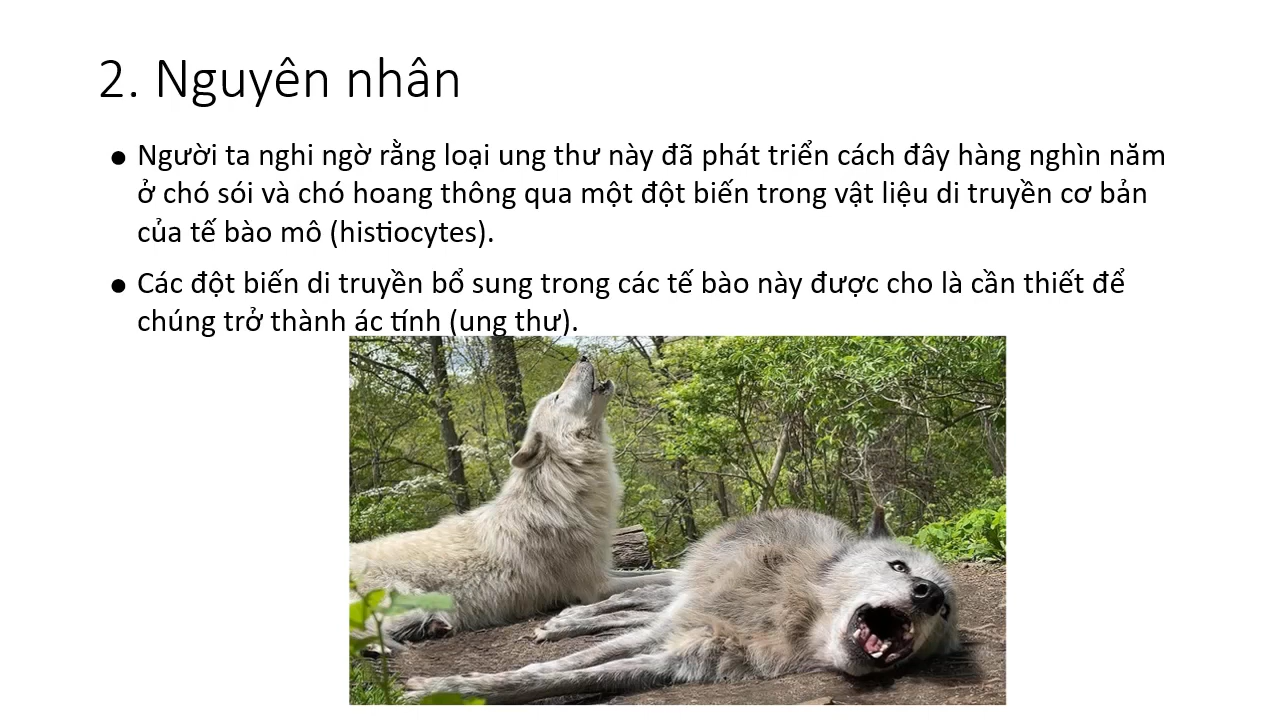 2. Nguyên nhân
● Người ta nghi ngờ rằng loại ung thư này đã phát triển cách đây hàng nghìn năm
ở chó sói và chó hoang thông qua một đột biến trong vật liệu di truyền cơ bản
của tế bào mô (histiocytes).
● Các đột biến di truyền bổ sung trong các tế bào này được cho là cần thiết để
chúng trở thành ác tính (ung thư).